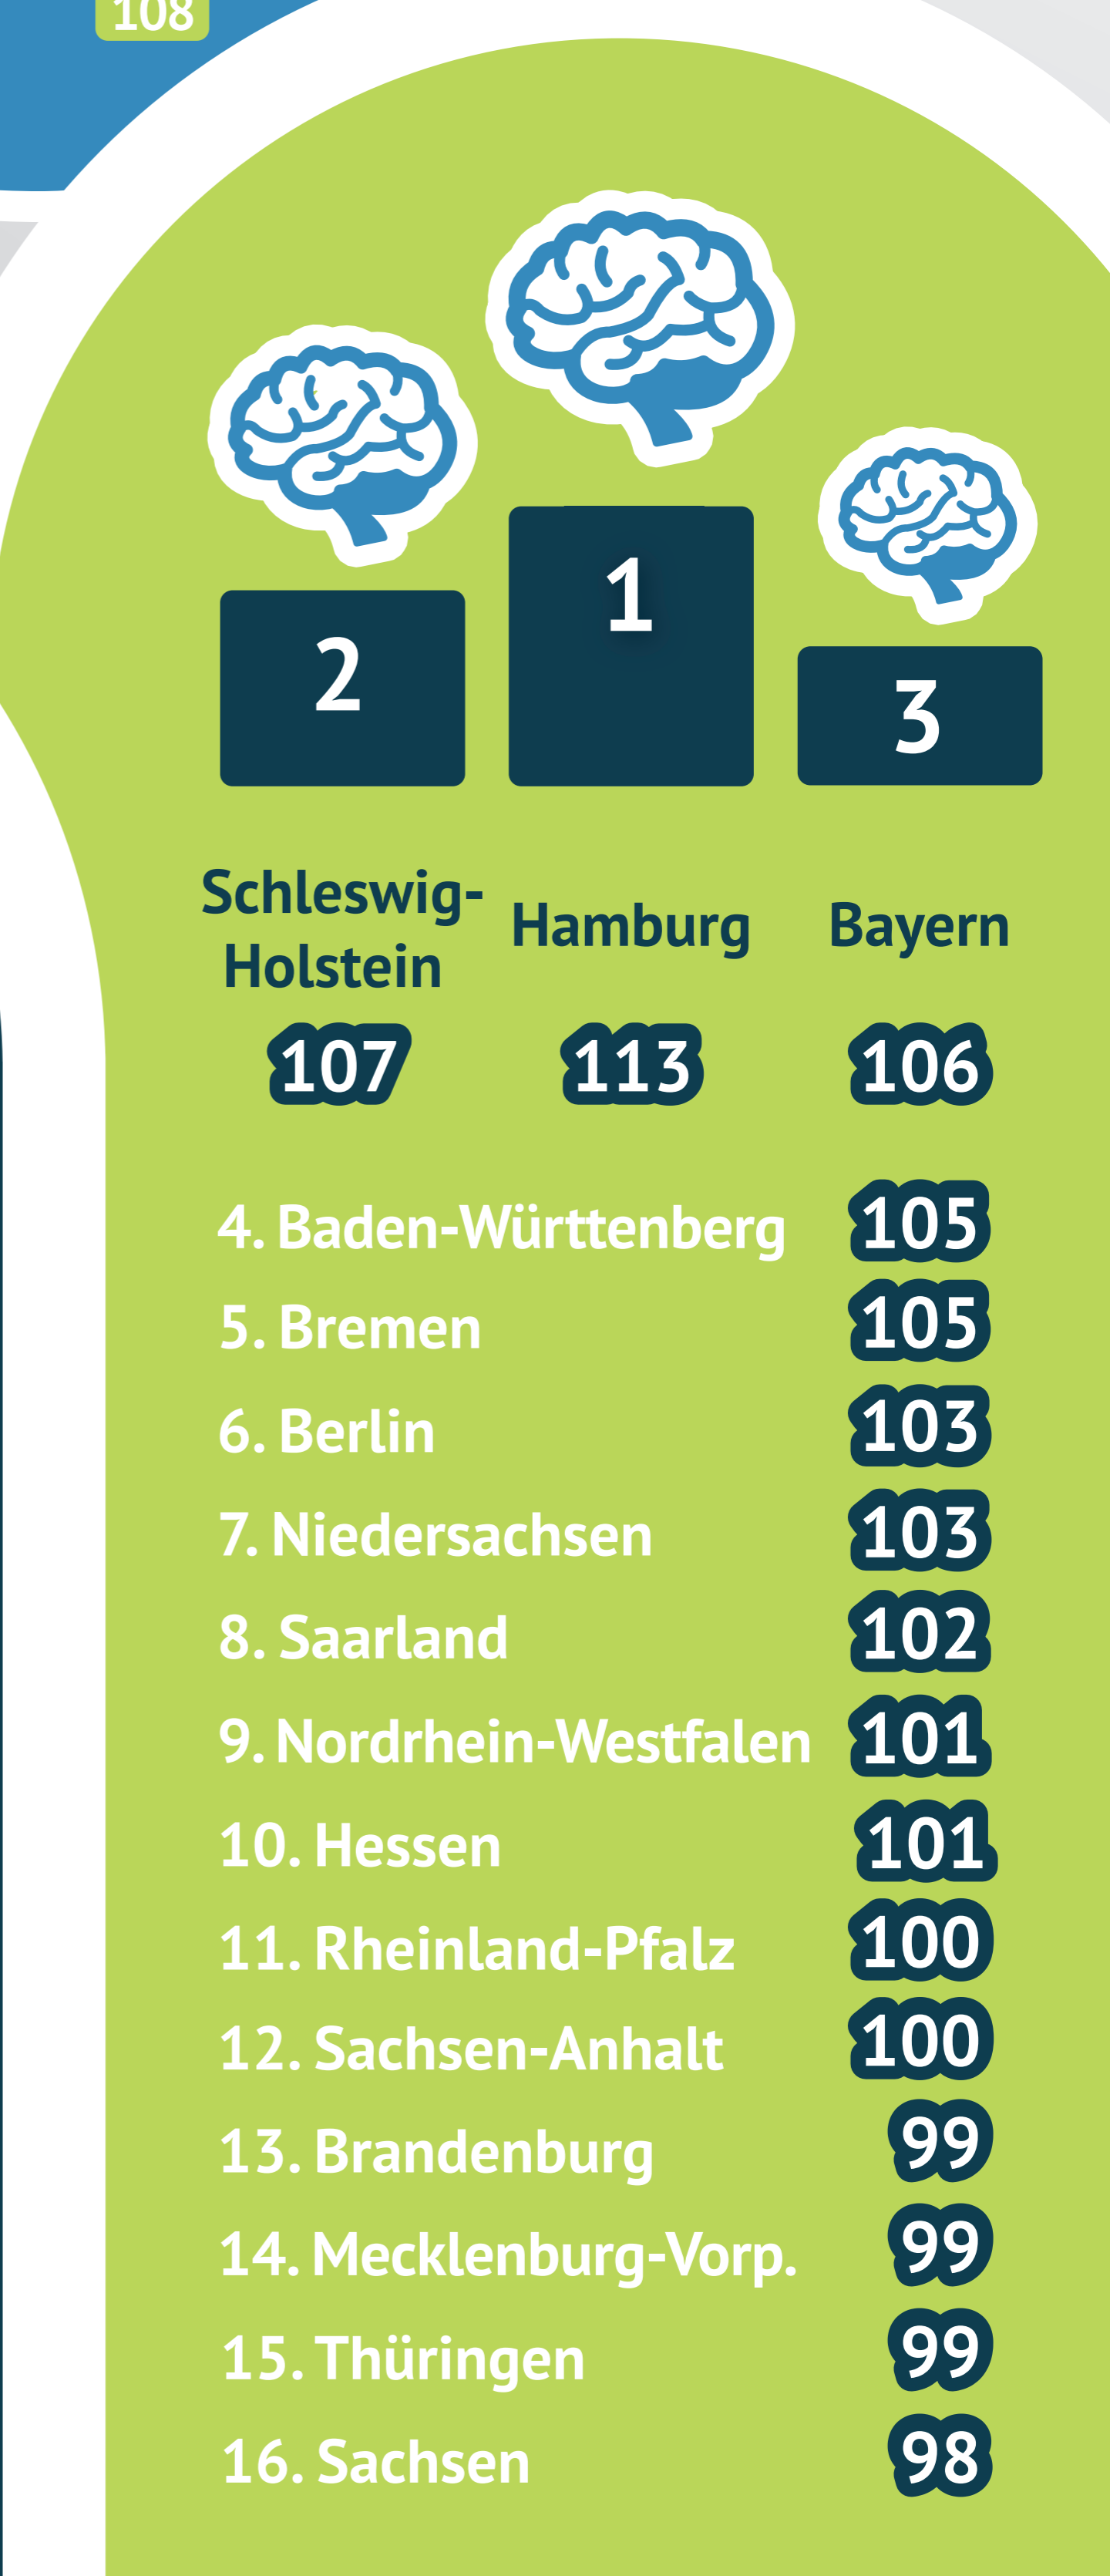 108
1
2
3
Schleswig-
Holstein
Hamburg
Bayern
107
113
106
4. Baden-Württenberg 105
5. Bremen 105
6. Berlin 103
7. Niedersachsen 103
8. Saarland 102
9. Nordrhein-Westfalen 101
10. Hessen 101
11. Rheinland-Pfalz 100
12. Sachsen-Anhalt 100
13. Brandenburg 99
14. Mecklenburg-Vorp. 99
15. Thüringen 99
16. Sachsen 98